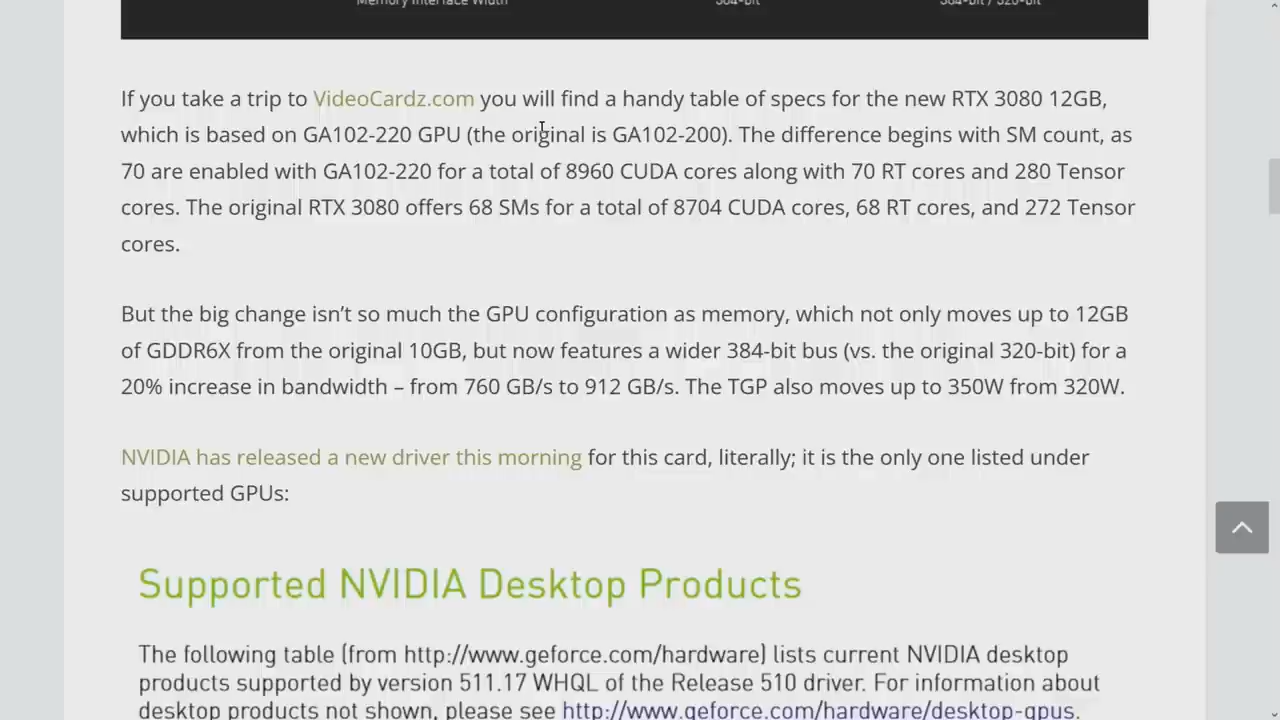 Memory Interface Width 384-bit 384-bit / 320-bit
If you take a trip to VideoCardz.com you will find a handy table of specs for the new RTX 3080 12GB,
which is based on GA102-220 GPU (the original is GA102-200). The difference begins with SM count, as
70 are enabled with GA102-220 for a total of 8960 CUDA cores along with 70 RT cores and 280 Tensor
cores. The original RTX 3080 offers 68 SMs for a total of 8704 CUDA cores, 68 RT cores, and 272 Tensor
cores.
But the big change isn’t so much the GPU configuration as memory, which not only moves up to 12GB
of GDDR6X from the original 10GB, but now features a wider 384-bit bus (vs. the original 320-bit) for a
20% increase in bandwidth – from 760 GB/s to 912 GB/s. The TGP also moves up to 350W from 320W.
NVIDIA has released a new driver this morning for this card, literally; it is the only one listed under
supported GPUs:
Supported NVIDIA Desktop Products
The following table (from http://www.geforce.com/hardware) lists current NVIDIA desktop
products supported by version 511.17 WHQL of the Release 510 driver. For information about
desktop products not shown, please see http://www.geforce.com/hardware/desktop-gpus.